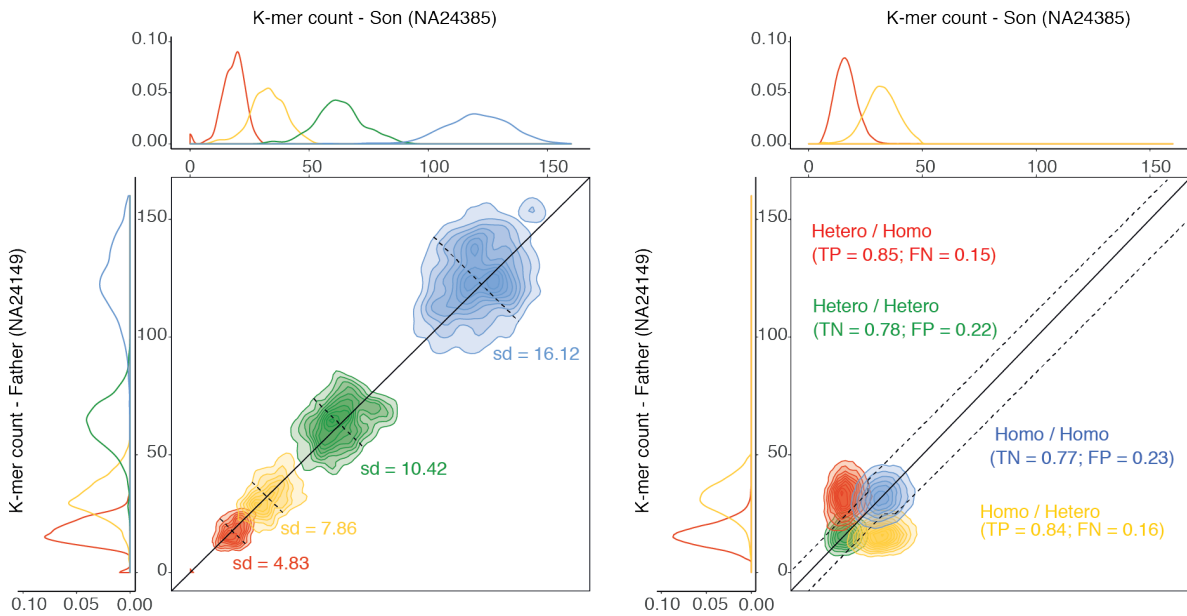 K-mer count - Son (NA24385)
0.10
0.05
0.00
0 50 100 150
K-mer count - Father (NA24149)
150
100
50
0
0.10 0.05 0.00
sd = 16.12
sd = 10.42
sd = 7.86
sd = 4.83
K-mer count - Son (NA24385)
0.10
0.05
0.00
0 50 100 150
K-mer count - Father (NA24149)
150
100
50
0
0.10 0.05 0.00
Hetero / Homo
(TP = 0.85; FN = 0.15)
Hetero / Hetero
(TN = 0.78; FP = 0.22)
Homo / Homo
(TN = 0.77; FP = 0.23)
Homo / Hetero
(TP = 0.84; FN = 0.16)